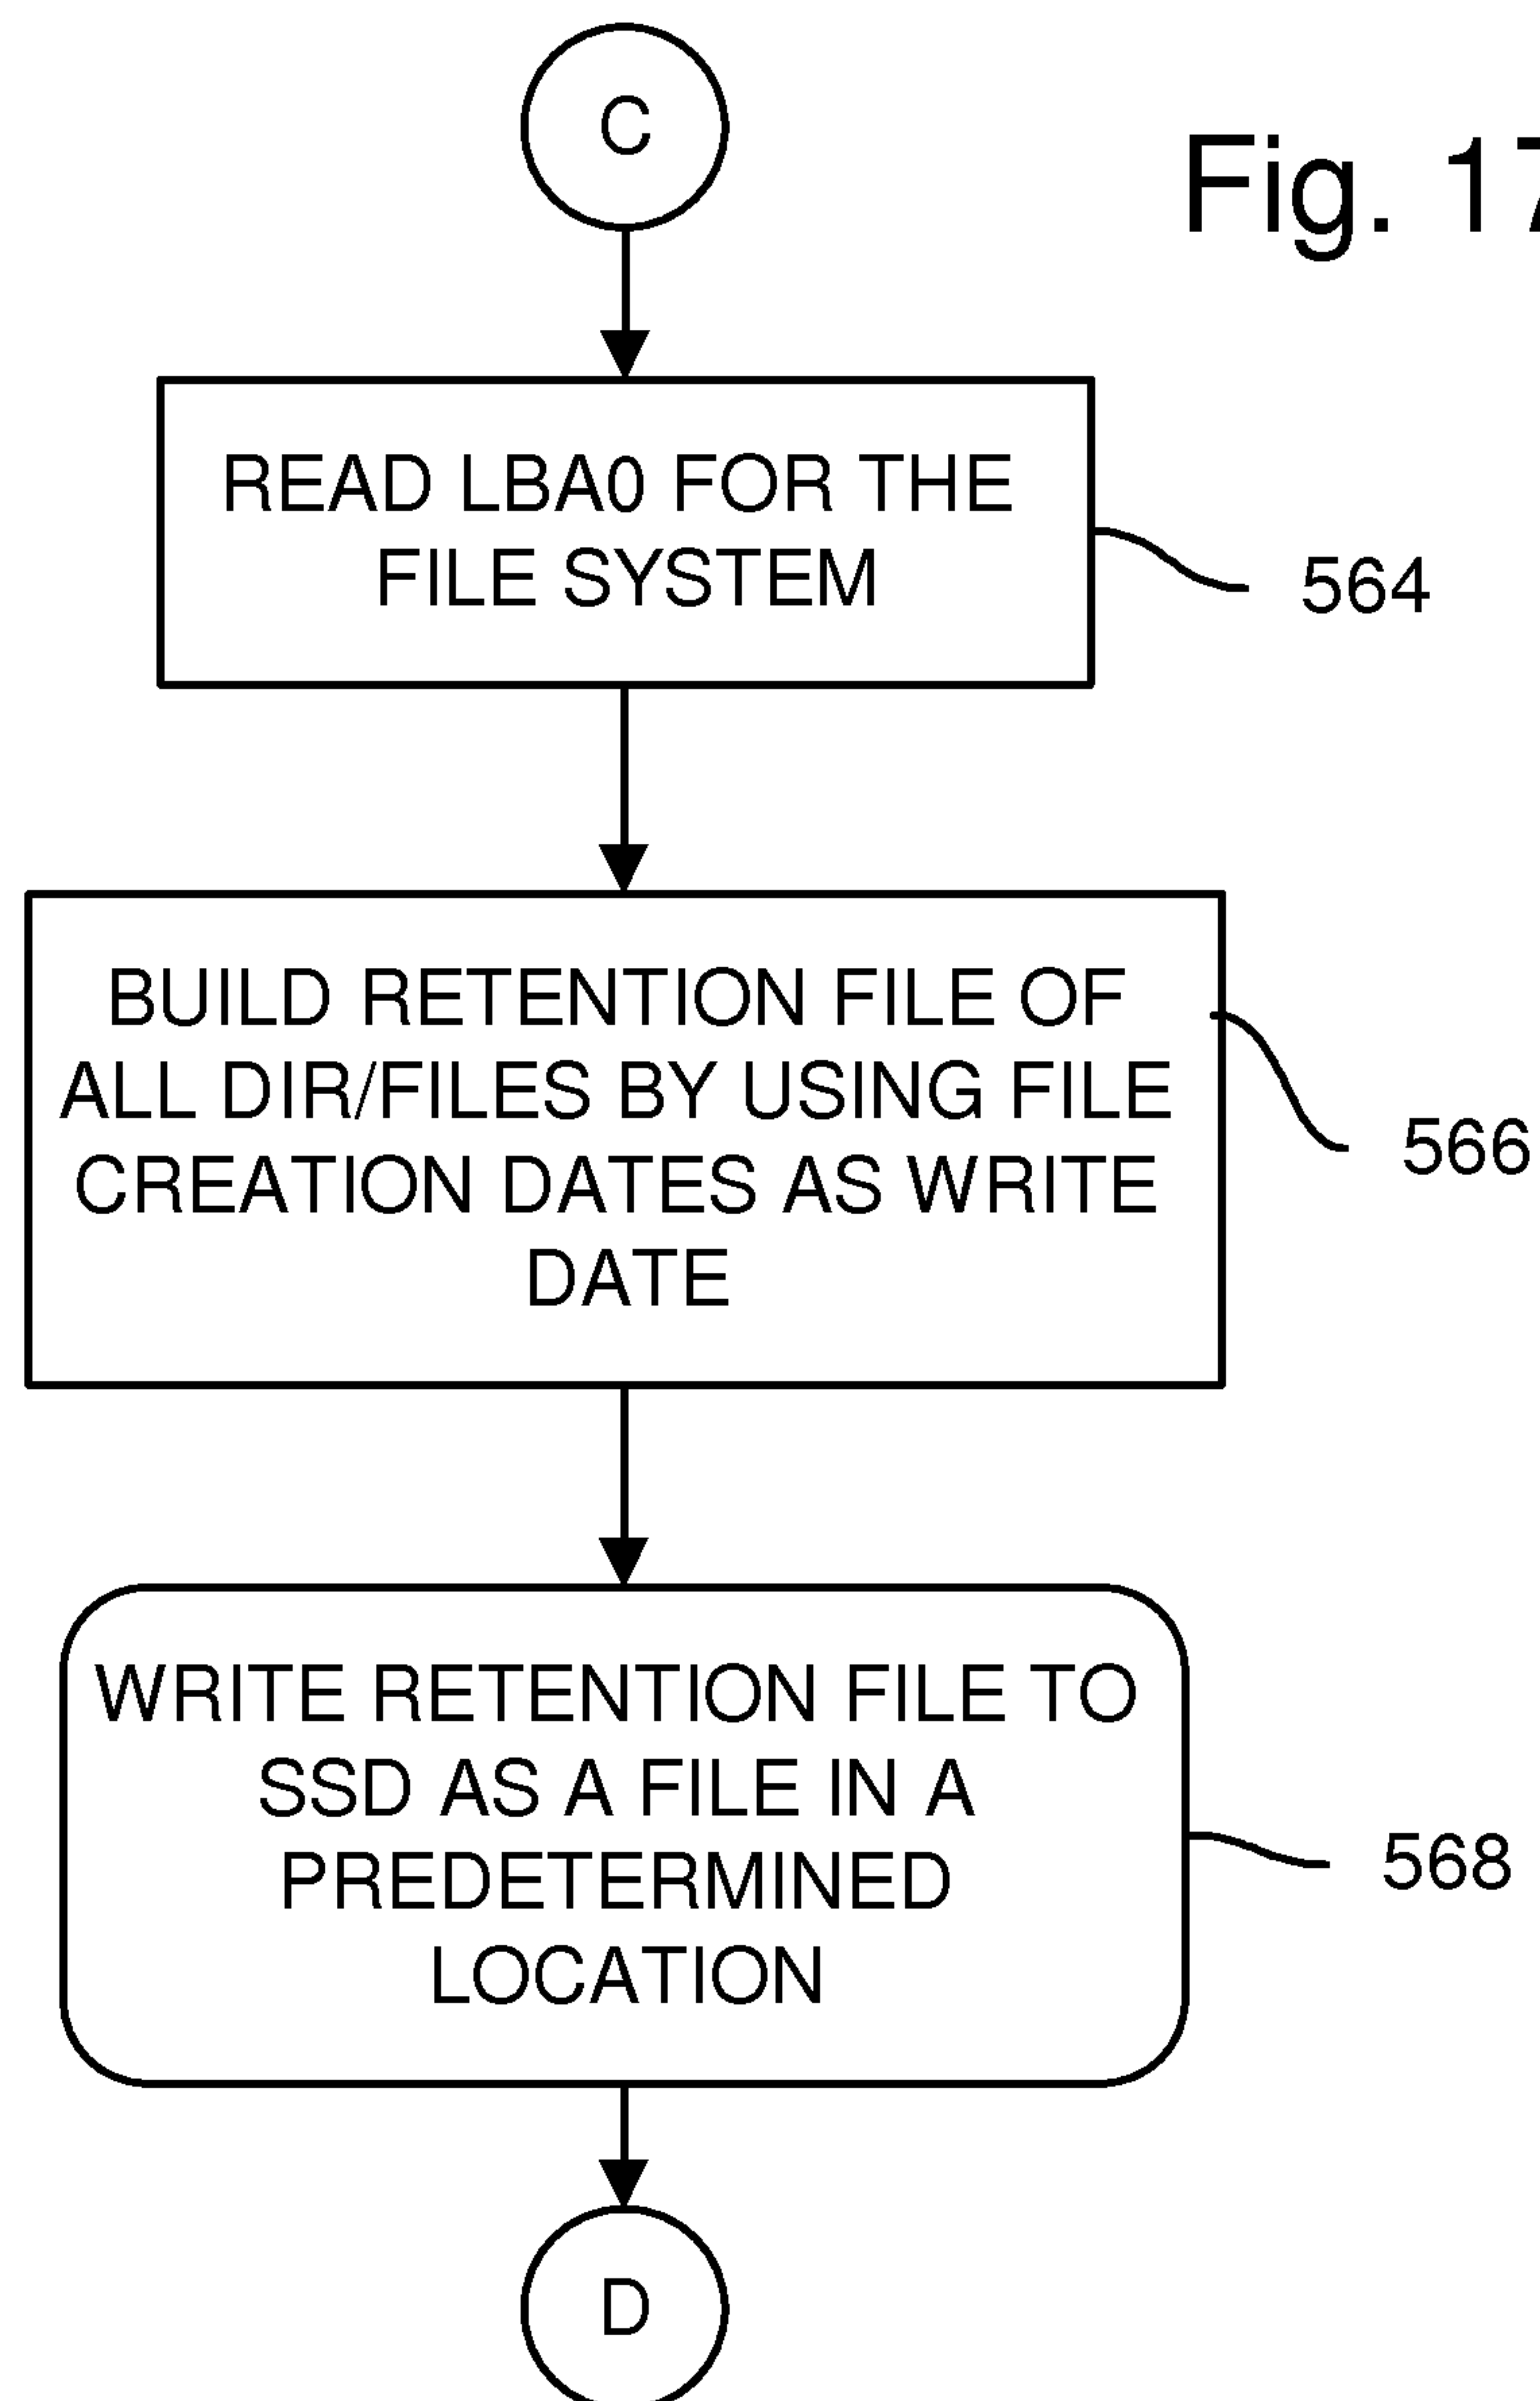 C
Fig. 17
READ LBA0 FOR THE
FILE SYSTEM
564
BUILD RETENTION FILE OF
ALL DIR/FILES BY USING FILE
CREATION DATES AS WRITE
DATE
566
WRITE RETENTION FILE TO
SSD AS A FILE IN A
PREDETERMINED
LOCATION
568
D